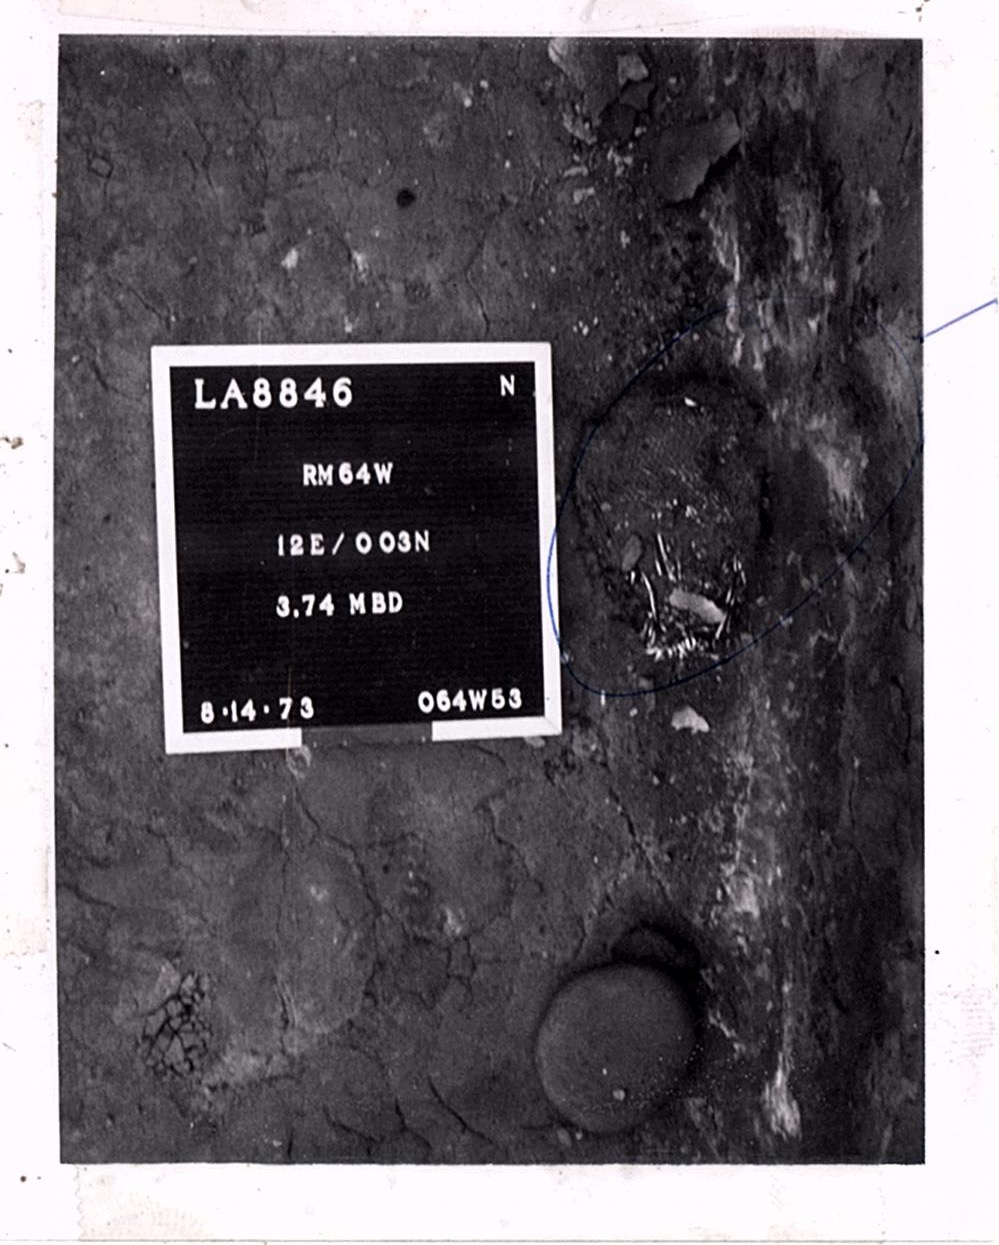 LA8846 N
RM64W
12E/003N
3.74 MBD
8·14·73 064W53